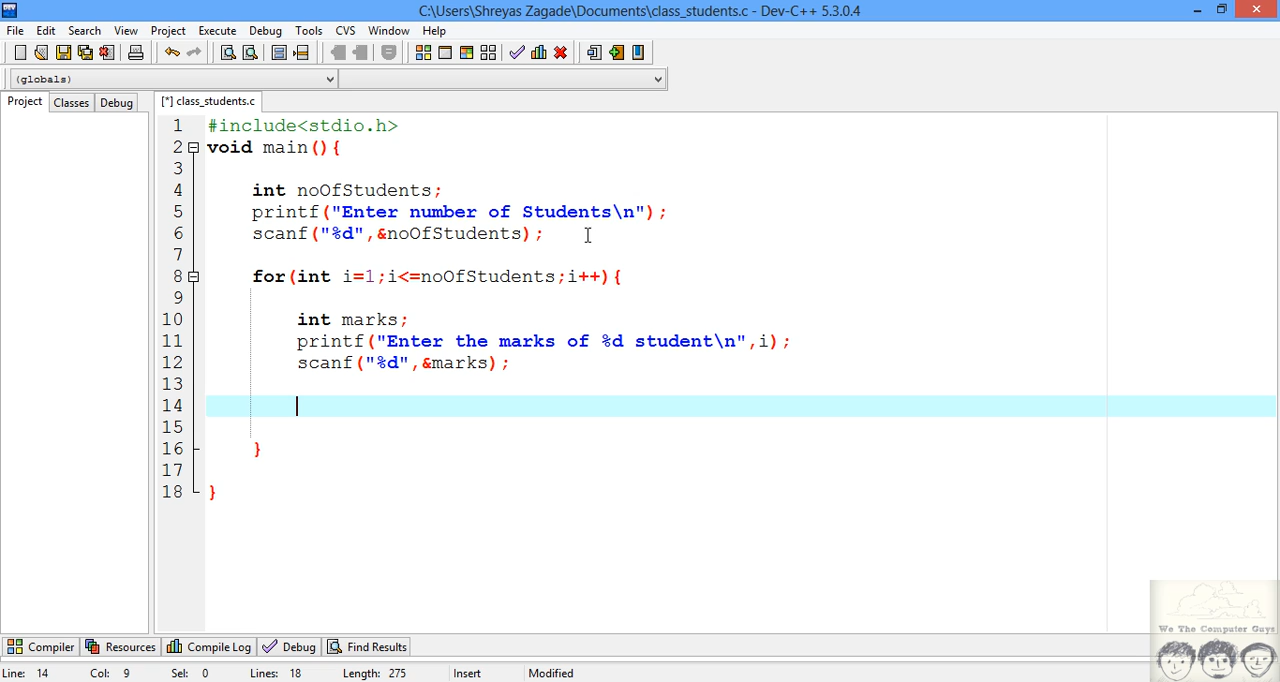 C:\Users\Shreyas Zagade\Documents\class_students.c - Dev-C++ 5.3.0.4
File Edit Search View Project Execute Debug Tools CVS Window Help
(globals)
Project Classes Debug [*] class_students.c
1 #include<stdio.h>
2 void main(){
3
4 int noOfStudents;
5 printf("Enter number of Students\n");
6 scanf("%d",&noOfStudents);
7
8 for(int i=1;i<=noOfStudents;i++){
9
10 int marks;
11 printf("Enter the marks of %d student\n",i);
12 scanf("%d",&marks);
13
14
15
16 }
17
18 }
We The Computer Guys
Compiler Resources Compile Log Debug Find Results
Line: 14 Col: 9 Sel: 0 Lines: 18 Length: 275 Insert Modified